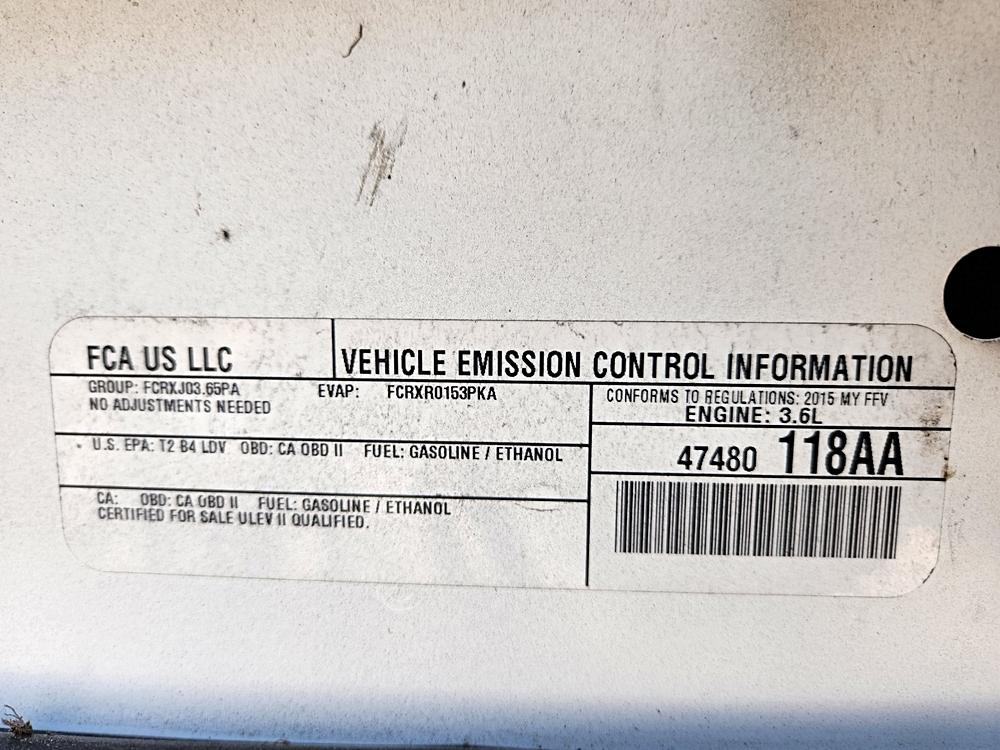 FCA US LLC
VEHICLE EMISSION CONTROL INFORMATION
GROUP: FCRXJ03.65PA EVAP: FCRXR0153PKA
NO ADJUSTMENTS NEEDED
CONFORMS TO REGULATIONS: 2015 MY FFV
ENGINE: 3.6L
U.S. EPA: T2 B4 LDV OBD: CA OBD II FUEL: GASOLINE / ETHANOL
47480 118AA
CA: OBD: CA OBD II FUEL: GASOLINE / ETHANOL
CERTIFIED FOR SALE ULEV II QUALIFIED.